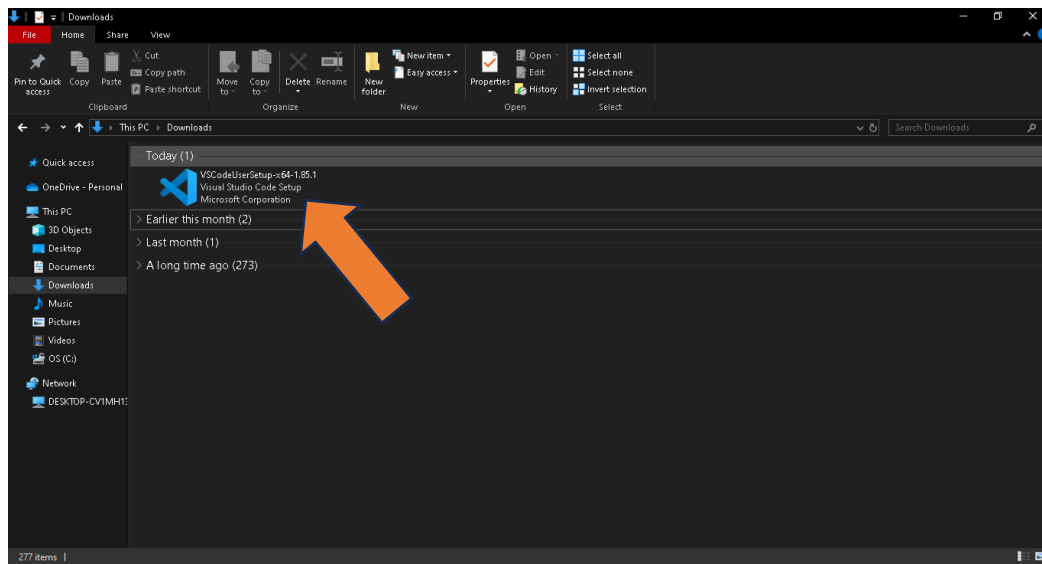 Downloads
File Home Share View
Pin to Quick access
Copy
Paste
Cut
Copy path
Paste shortcut
Clipboard
Move to
Copy to
Delete
Rename
Organize
New folder
New item
Easy access
New
Properties
Open
Edit
History
Open
Select all
Select none
Invert selection
Select
This PC > Downloads
Search Downloads
Quick access
OneDrive - Personal
This PC
3D Objects
Desktop
Documents
Downloads
Music
Pictures
Videos
OS (C:)
Network
DESKTOP-CV1MH13
Today (1)
VSCodeUserSetup-x64-1.85.1
Visual Studio Code Setup
Microsoft Corporation
Earlier this month (2)
Last month (1)
A long time ago (273)
277 items